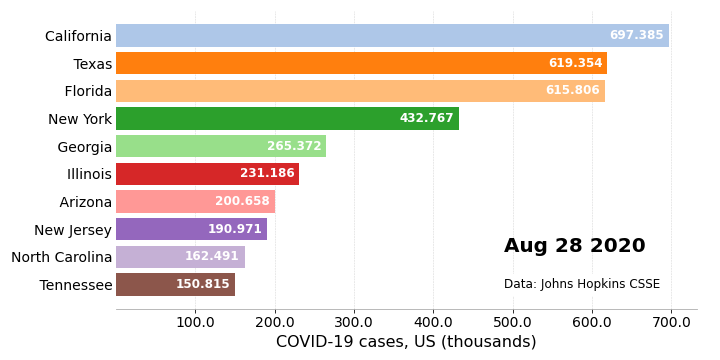 California 697.385
Texas 619.354
Florida 615.806
New York 432.767
Georgia 265.372
Illinois 231.186
Arizona 200.658
New Jersey 190.971
North Carolina 162.491
Tennessee 150.815
Aug 28 2020
Data: Johns Hopkins CSSE
100.0 200.0 300.0 400.0 500.0 600.0 700.0
COVID-19 cases, US (thousands)